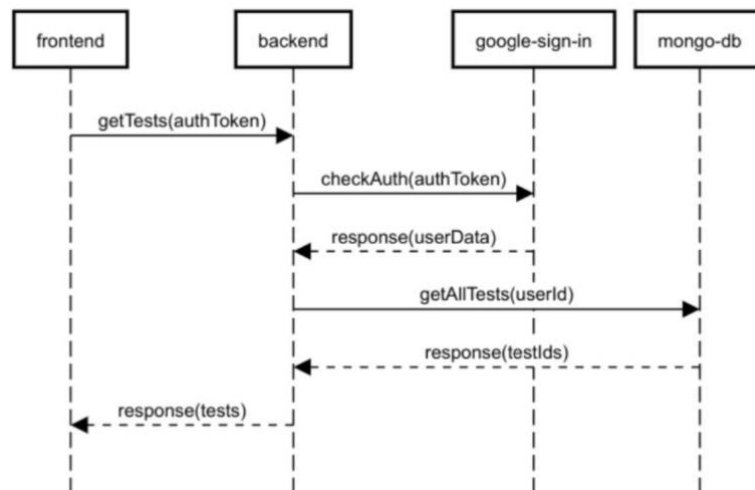 frontend
backend
google-sign-in
mongo-db
getTests(authToken)
checkAuth(authToken)
response(userData)
getAllTests(userId)
response(testIds)
response(tests)